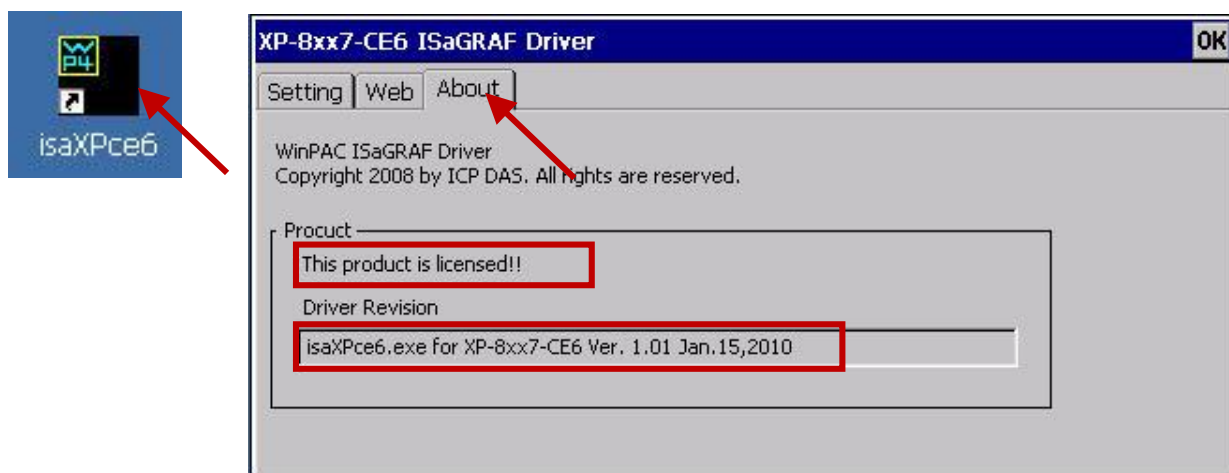 WP4
isaXPce6
XP-8xx7-CE6 ISaGRAF Driver
OK
Setting Web About
WinPAC ISaGRAF Driver
Copyright 2008 by ICP DAS. All rights are reserved.
Procuct
This product is licensed!!
Driver Revision
isaXPce6.exe for XP-8xx7-CE6 Ver. 1.01 Jan.15,2010